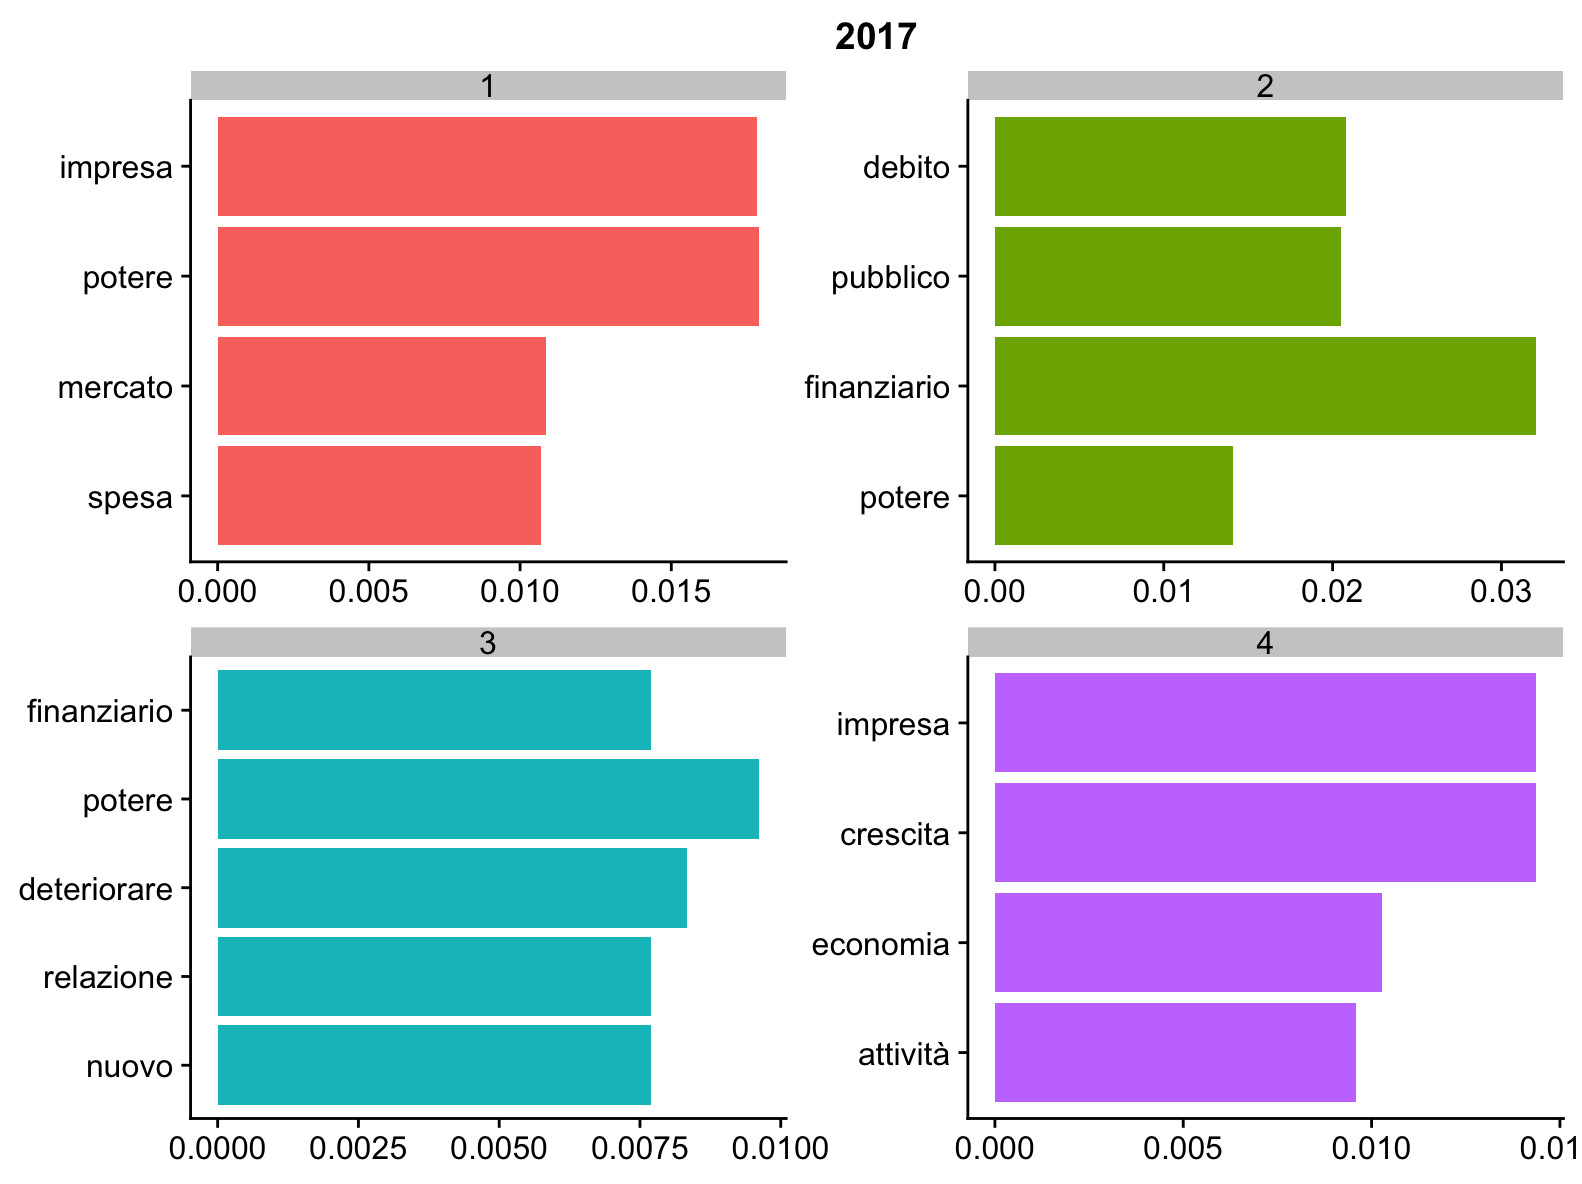 2017
1
impresa
potere
mercato
spesa
0.000 0.005 0.010 0.015
2
debito
pubblico
finanziario
potere
0.00 0.01 0.02 0.03
3
finanziario
potere
deteriorare
relazione
nuovo
0.0000 0.0025 0.0050 0.0075 0.0100
4
impresa
crescita
economia
attività
0.000 0.005 0.010 0.01